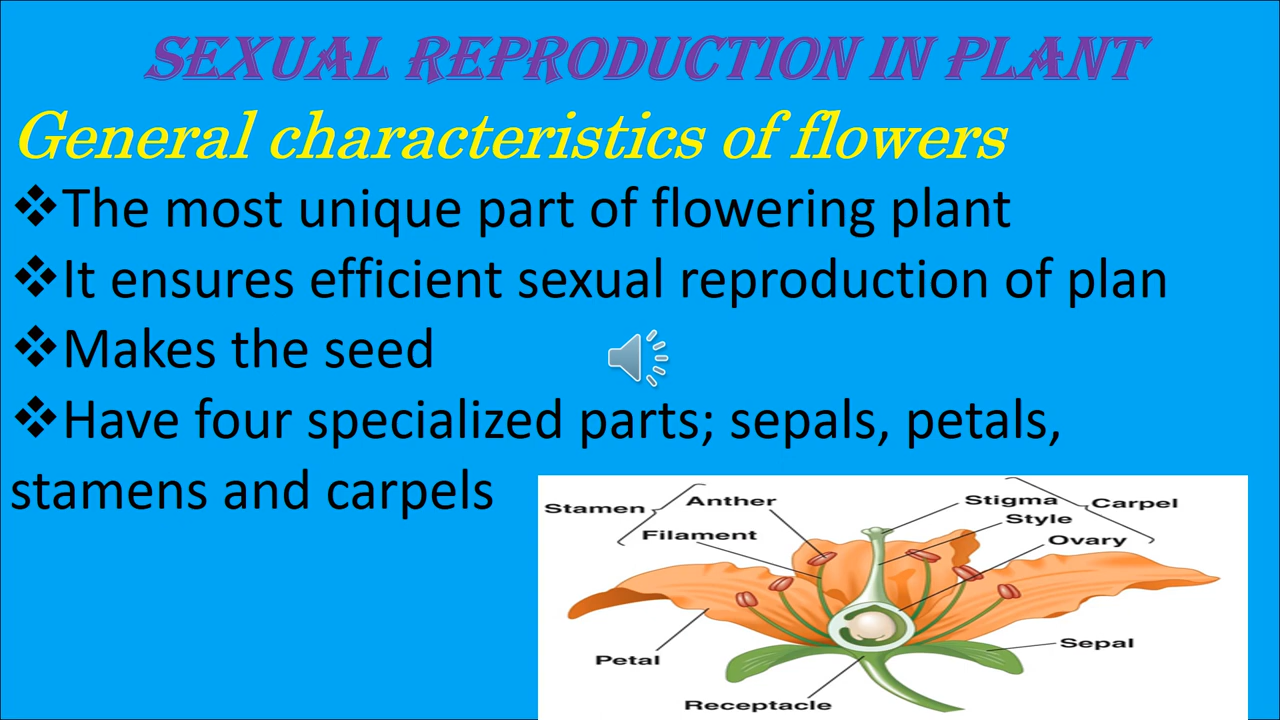 SEXUAL REPRODUCTION IN PLANT
General characteristics of flowers
❖The most unique part of flowering plant
❖It ensures efficient sexual reproduction of plan
❖Makes the seed
❖Have four specialized parts; sepals, petals,
stamens and carpels
Stamen
Anther
Filament
Stigma
Carpel
Style
Ovary
Petal
Sepal
Receptacle